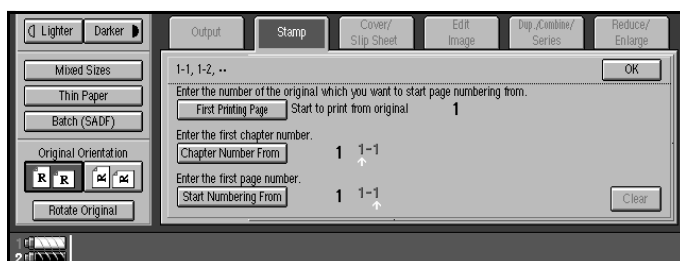 Lighter Darker
Mixed Sizes
Thin Paper
Batch (SADF)
Original Orientation
R R R R
Rotate Original
Output
Stamp
Cover/
Slip Sheet
Edit
Image
Dup./Combine/
Series
Reduce/
Enlarge
1-1, 1-2, ··
OK
Enter the number of the original which you want to start page numbering from.
First Printing Page Start to print from original 1
Enter the first chapter number.
Chapter Number From 1 1-1
Enter the first page number.
Start Numbering From 1 1-1
Clear
1
2